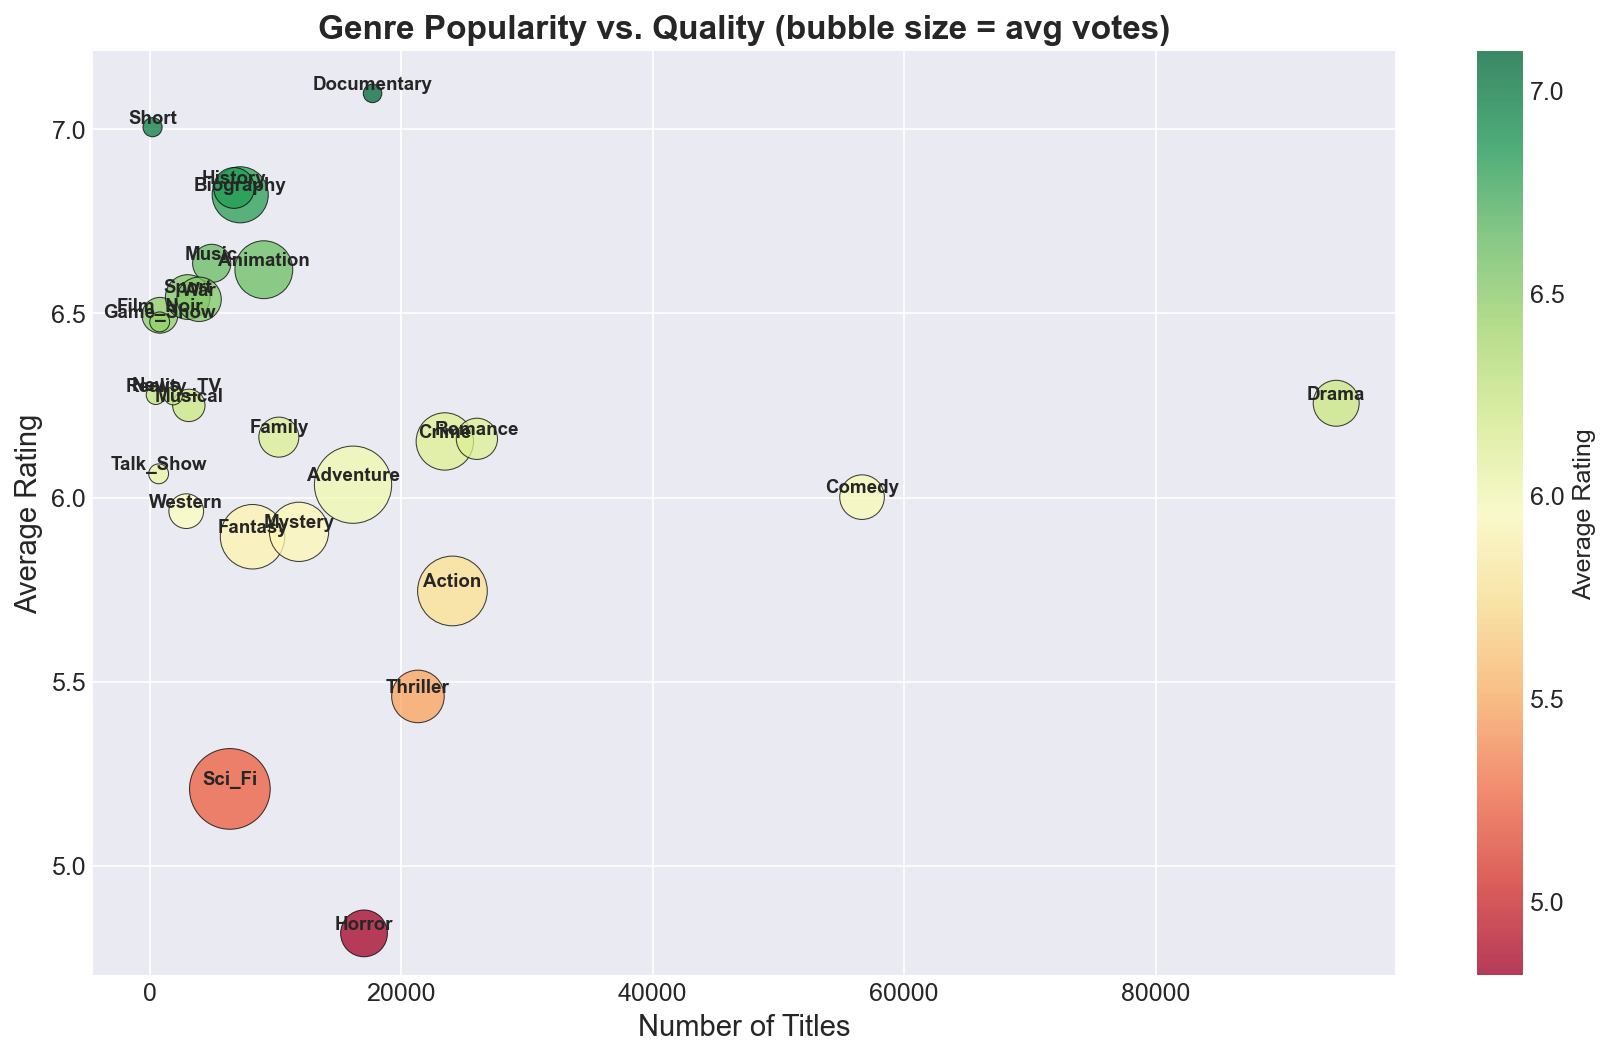 Genre Popularity vs. Quality (bubble size = avg votes)
Documentary
Short
History
Biography
Music
Animation
Sport
War
Film_Noir
Game_Show
News
Reality_TV
Musical
Drama
Family
Crime
Romance
Talk_Show
Adventure
Comedy
Western
Fantasy
Mystery
Action
Thriller
Sci_Fi
Horror
7.0
6.5
6.0
5.5
5.0
Average Rating
0
20000
40000
60000
80000
Number of Titles
7.0
6.5
6.0
5.5
5.0
Average Rating